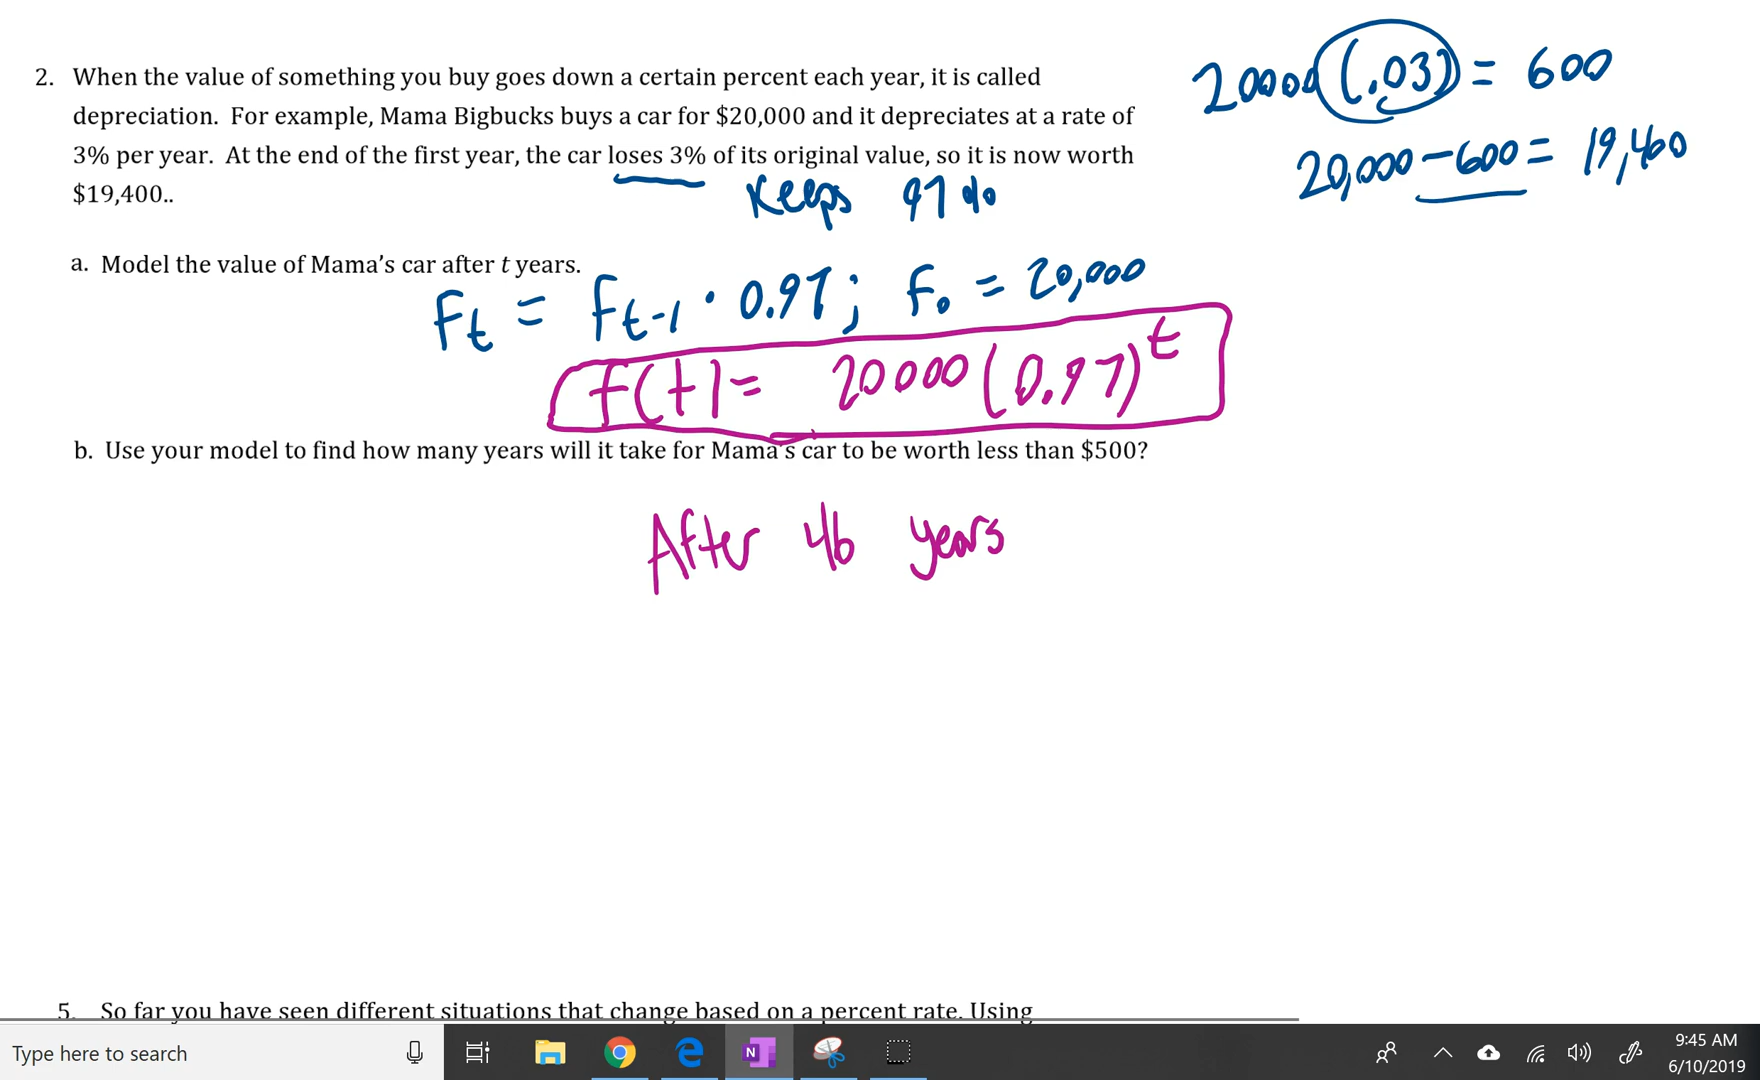 20000(.03) = 600
2. When the value of something you buy goes down a certain percent each year, it is called
depreciation. For example, Mama Bigbucks buys a car for $20,000 and it depreciates at a rate of
3% per year. At the end of the first year, the car loses 3% of its original value, so it is now worth
$19,400..
20,000 - 600 = 19,400
Keeps 97%
a. Model the value of Mama's car after t years.
Ft = Ft-1 · 0.97; F0 = 20,000
f(t) = 20000(0.97)^t
b. Use your model to find how many years will it take for Mama's car to be worth less than $500?
After 46 years
5. So far you have seen different situations that change based on a percent rate. Using
Type here to search
N
9:45 AM
6/10/2019